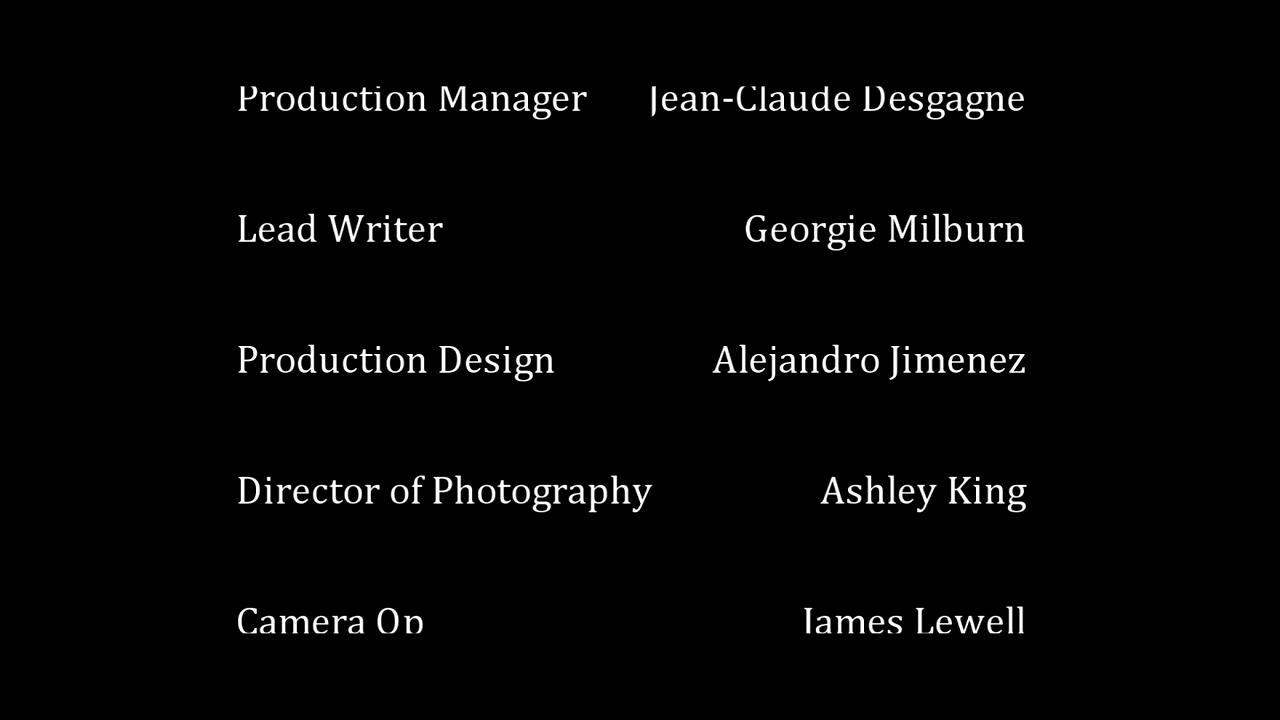 Production Manager Jean-Claude Desgagne
Lead Writer Georgie Milburn
Production Design Alejandro Jimenez
Director of Photography Ashley King
Camera Op James Lewell